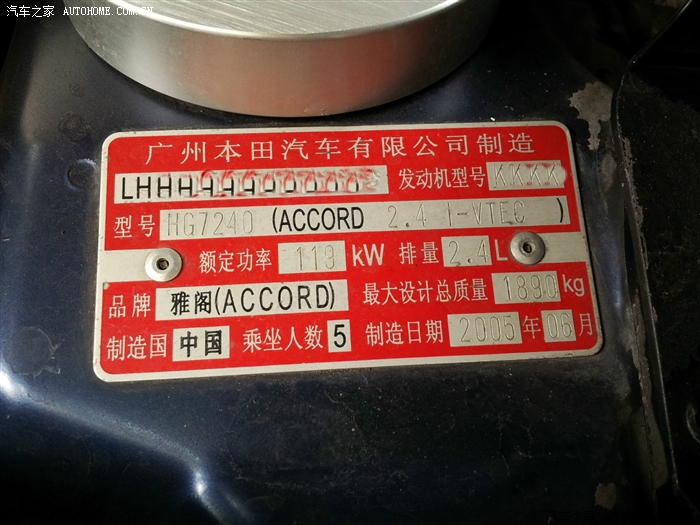 汽车之家 AUTOHOME.COM.CN
广州本田汽车有限公司制造
发动机型号
型号 HG7240 (ACCORD 2.4 I-VTEC )
额定功率 119 kW 排量 2.4 L
品牌 雅阁(ACCORD) 最大设计总质量 1890 kg
制造国 中国 乘坐人数 5 制造日期 2005 年 06 月